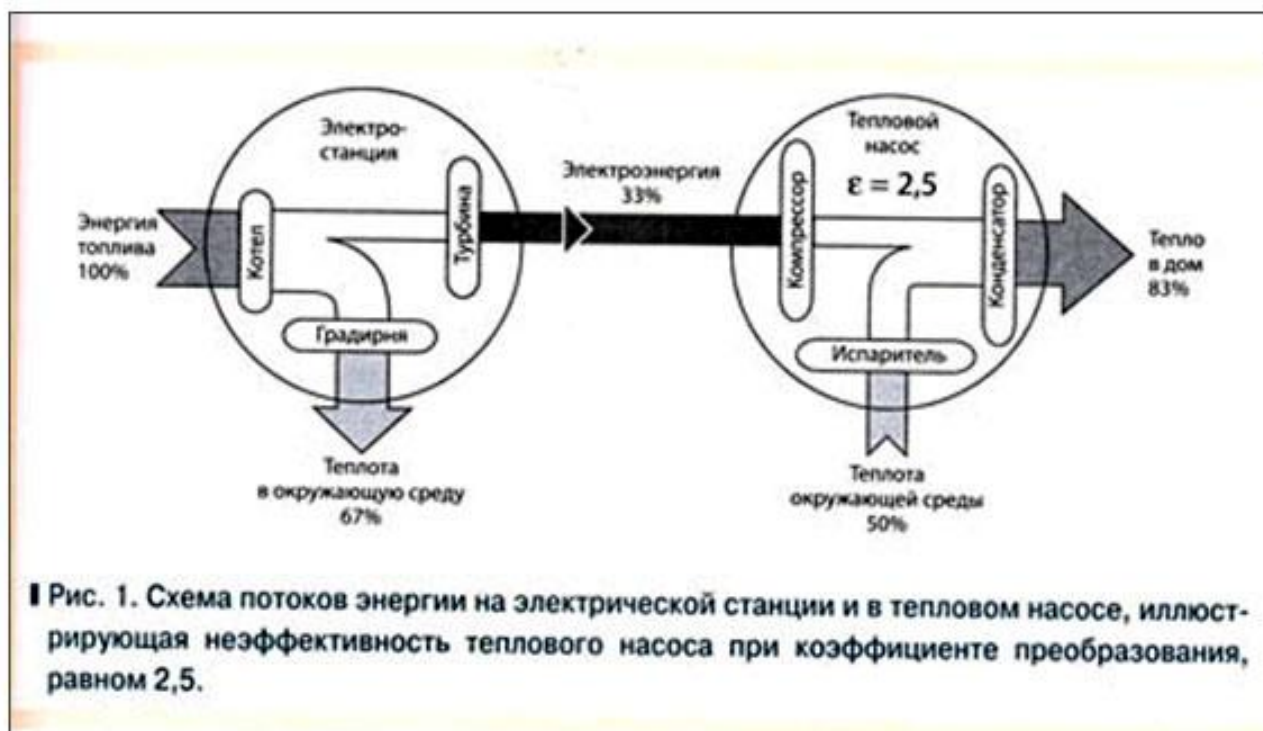 Электро-
станция
Тепловой
насос
ε = 2,5
Электроэнергия
33%
Энергия
топлива
100%
Котел
Турбина
Компрессор
Конденсатор
Тепло
в дом
83%
Градирня
Испаритель
Теплота
в окружающую среду
67%
Теплота
окружающей среды
50%
Рис. 1. Схема потоков энергии на электрической станции и в тепловом насосе, иллюст-
рирующая неэффективность теплового насоса при коэффициенте преобразования,
равном 2,5.